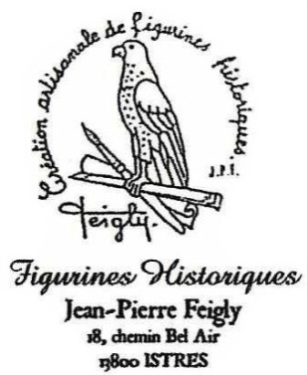 Création artisanale de figurines historiques.
J.P.F.
Feigly.
Figurines Historiques
Jean-Pierre Feigly
18, chemin Bel Air
13800 ISTRES